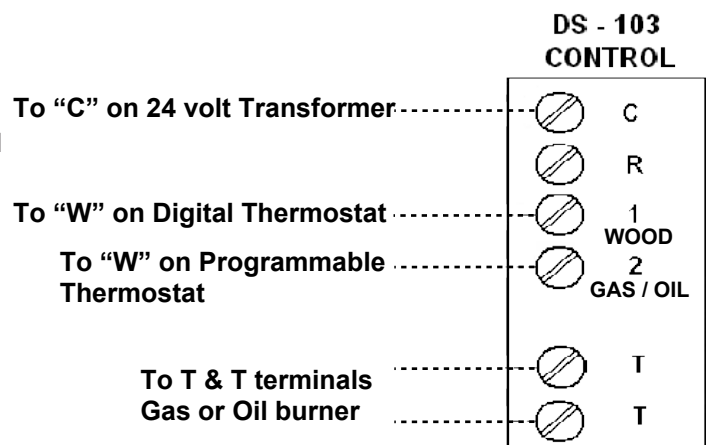 DS - 103
CONTROL
To “C” on 24 volt Transformer
C
R
To “W” on Digital Thermostat
1
WOOD
To “W” on Programmable
Thermostat
2
GAS / OIL
To T & T terminals
Gas or Oil burner
T
T